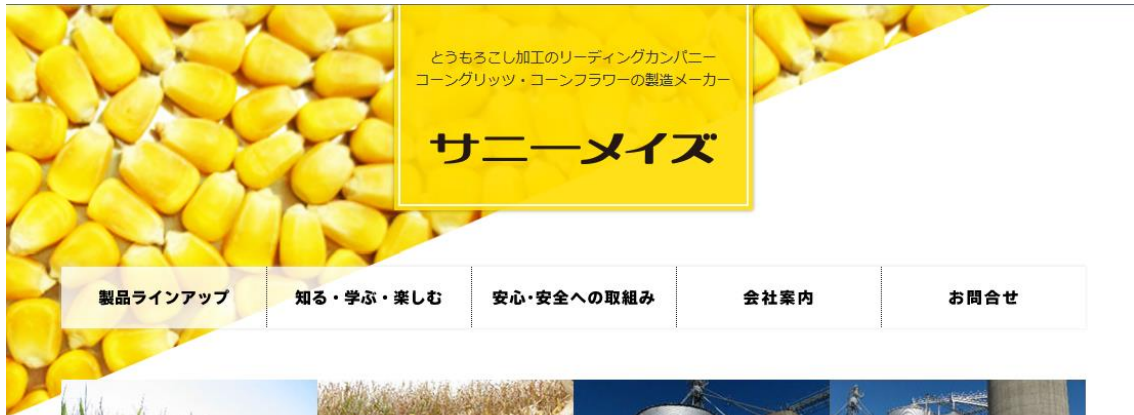 とうもろこし加工のリーディングカンパニー
コーングリッツ・コーンフラワーの製造メーカー
サニーメイズ
製品ラインアップ
知る・学ぶ・楽しむ
安心・安全への取組み
会社案内
お問合せ